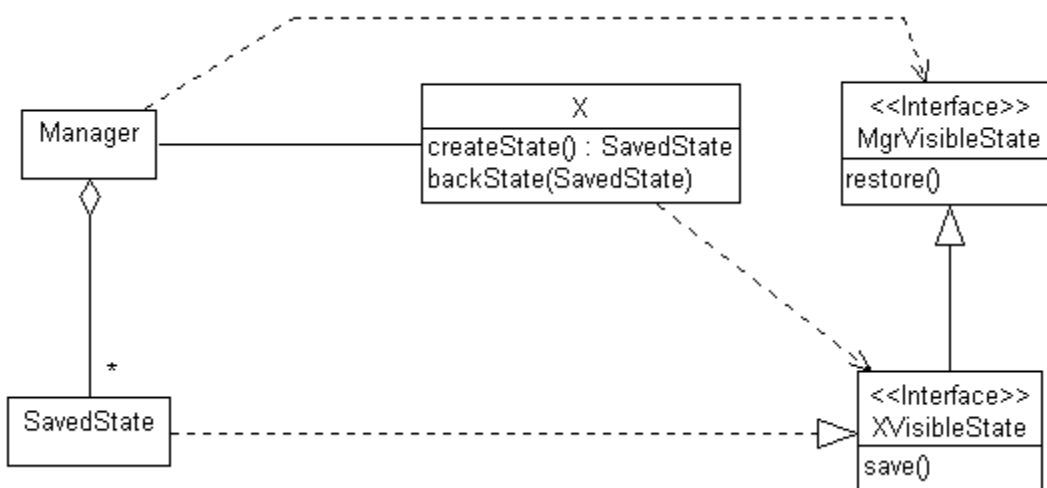 Manager
X
createState() : SavedState
backState(SavedState)
<<Interface>>
MgrVisibleState
restore()
*
SavedState
<<Interface>>
XVisibleState
save()